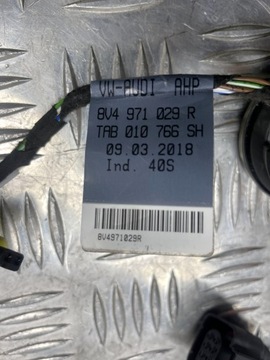 VW-AUDI AHP
8V4 971 029 R
TAB 010 766 SH
09.03.2018
Ind. 40S
8V4971029R